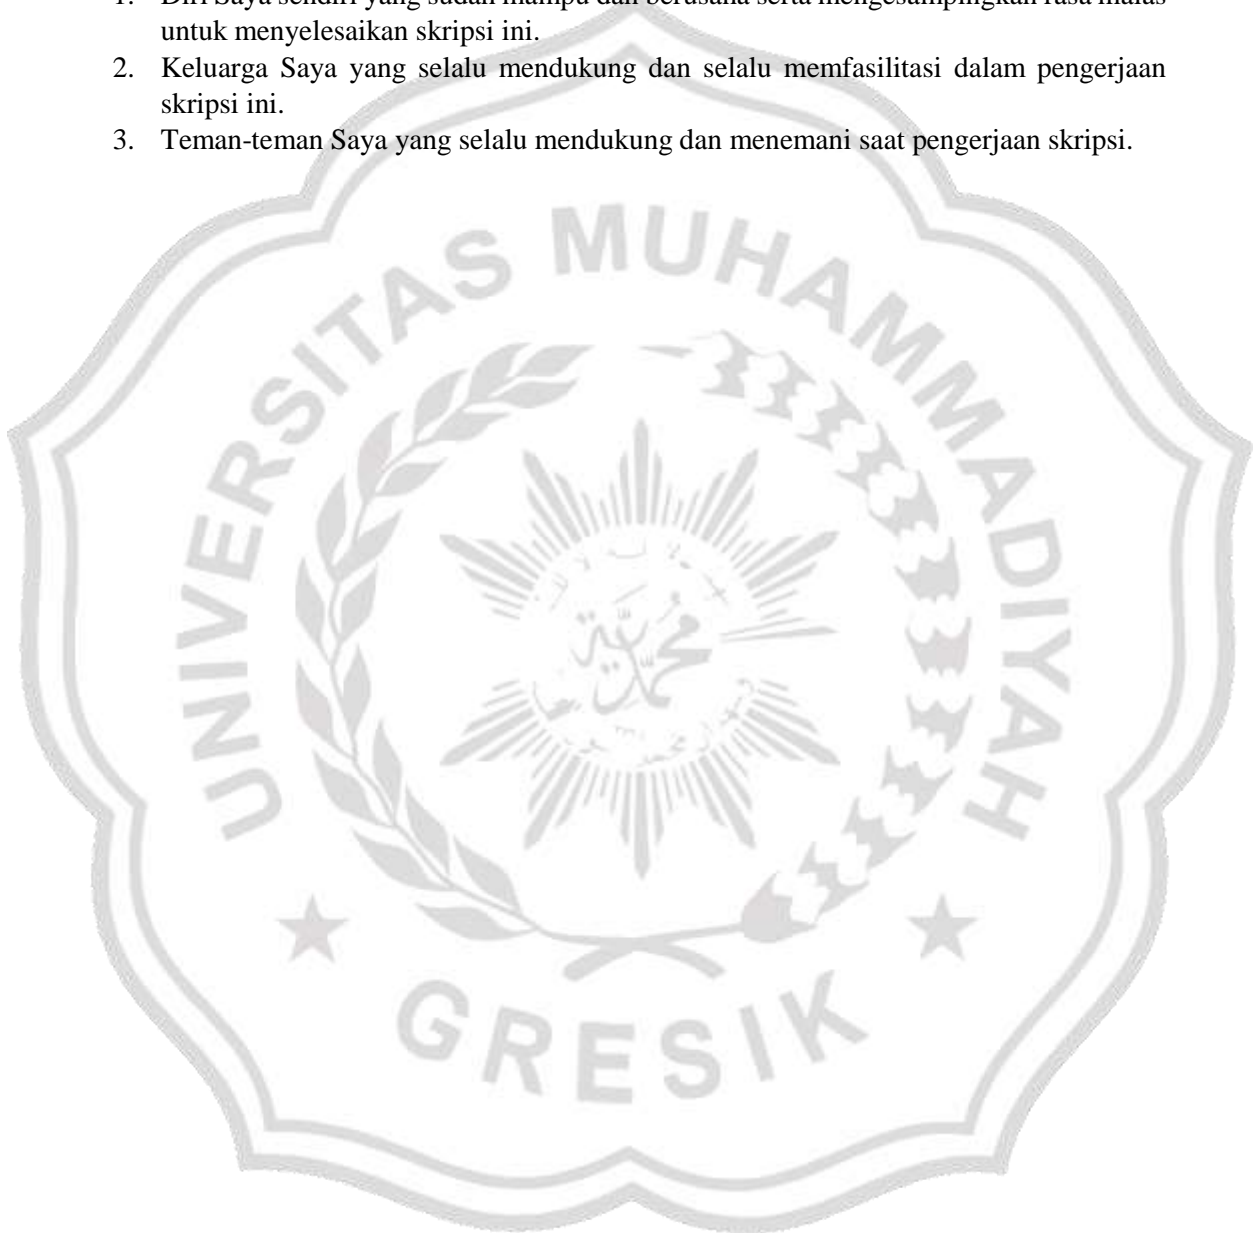 1. Diri Saya sendiri yang sudah mampu dan berusaha serta mengesampingkan rasa malas
untuk menyelesaikan skripsi ini.
2. Keluarga Saya yang selalu mendukung dan selalu memfasilitasi dalam pengerjaan
skripsi ini.
3. Teman-teman Saya yang selalu mendukung dan menemani saat pengerjaan skripsi.
UNIVERSITAS MUHAMMADIYAH
محمدية
GRESIK